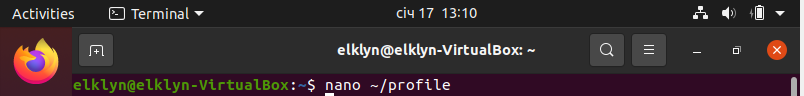 Activities Terminal січ 17 13:10
elklyn@elklyn-VirtualBox: ~
elklyn@elklyn-VirtualBox:~$ nano ~/profile